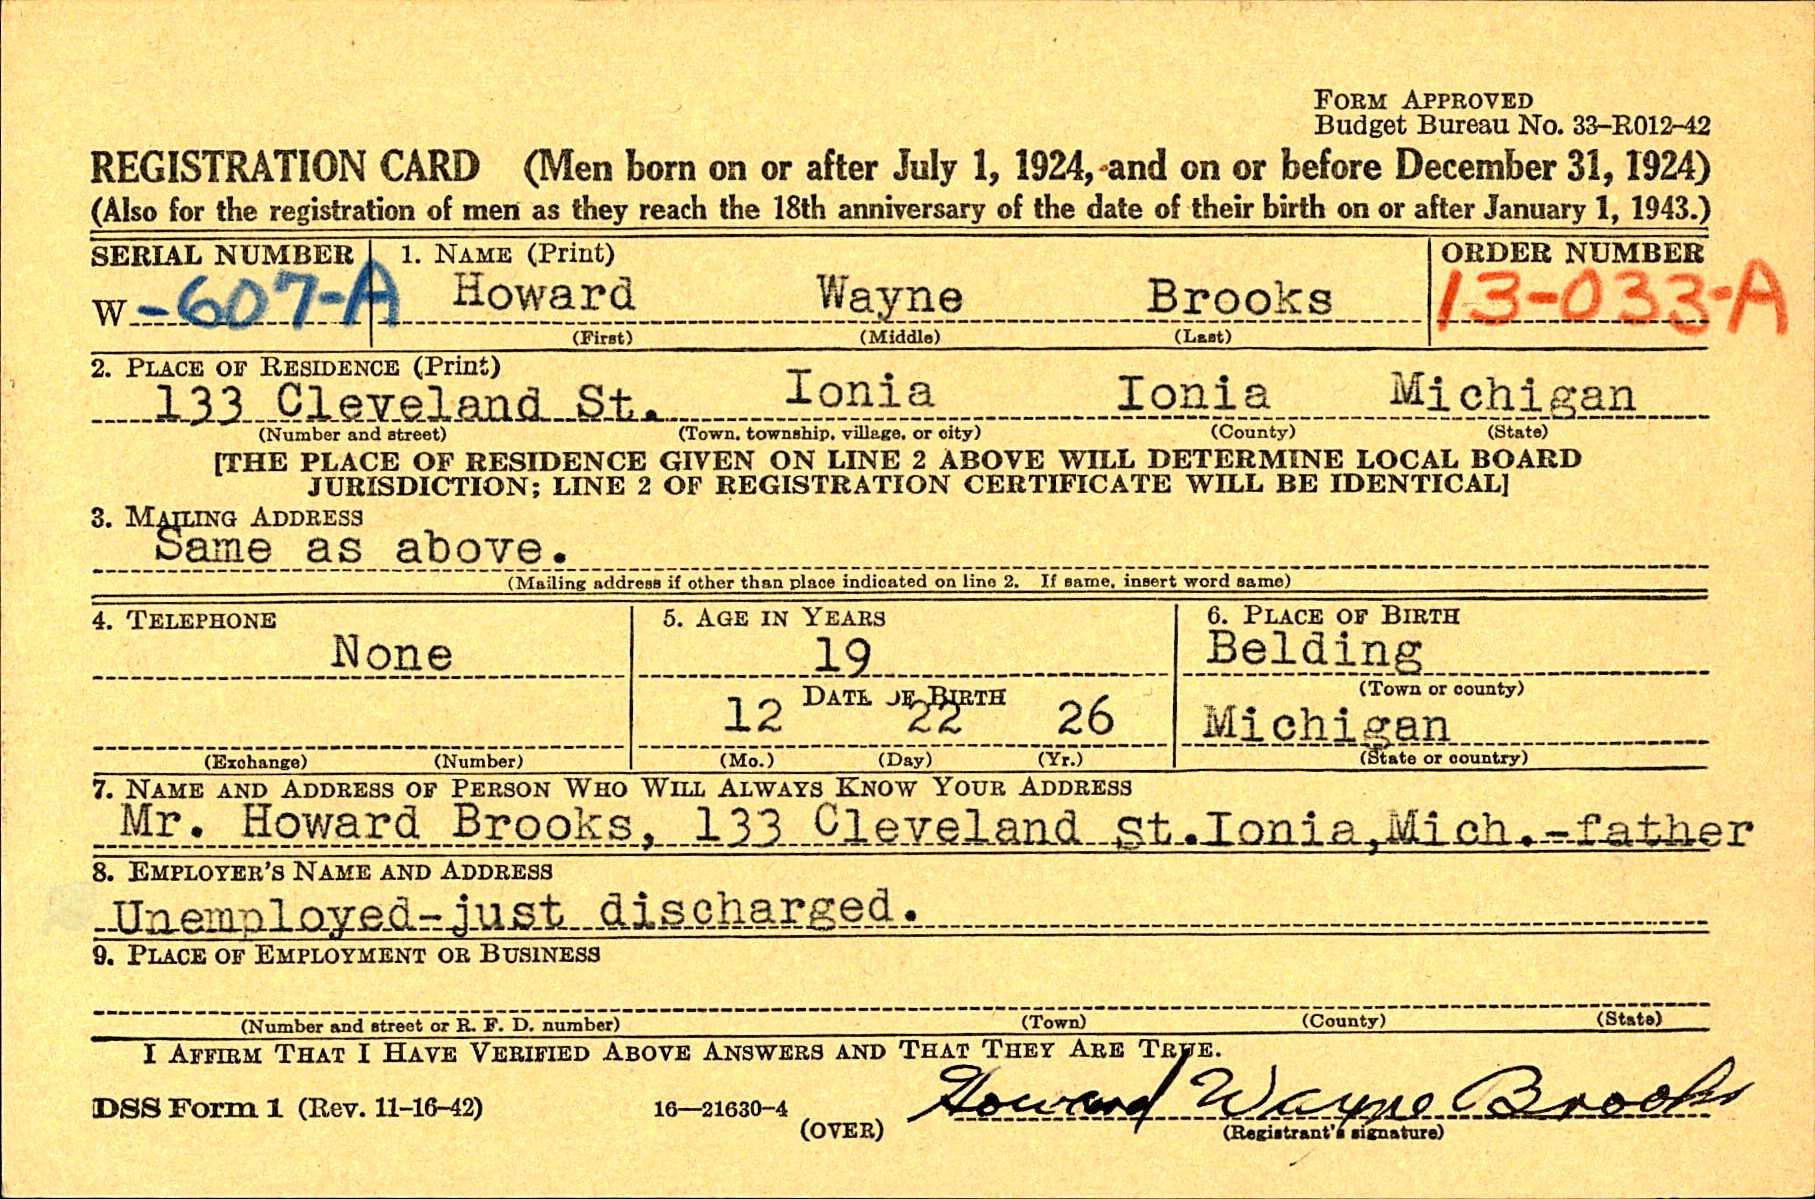 FORM APPROVED
Budget Bureau No. 33–R012–42
REGISTRATION CARD (Men born on or after July 1, 1924, and on or before December 31, 1924)
(Also for the registration of men as they reach the 18th anniversary of the date of their birth on or after January 1, 1943.)
SERIAL NUMBER 1. NAME (Print) ORDER NUMBER
W -607-A Howard Wayne Brooks 13-033-A
(First) (Middle) (Last)
2. PLACE OF RESIDENCE (Print)
133 Cleveland St. Ionia Ionia Michigan
(Number and street) (Town, township, village, or city) (County) (State)
[THE PLACE OF RESIDENCE GIVEN ON LINE 2 ABOVE WILL DETERMINE LOCAL BOARD
JURISDICTION; LINE 2 OF REGISTRATION CERTIFICATE WILL BE IDENTICAL]
3. MAILING ADDRESS
Same as above.
(Mailing address if other than place indicated on line 2. If same, insert word same)
4. TELEPHONE 5. AGE IN YEARS 6. PLACE OF BIRTH
None 19 Belding
DATE OF BIRTH (Town or county)
12 22 26 Michigan
(Exchange) (Number) (Mo.) (Day) (Yr.) (State or country)
7. NAME AND ADDRESS OF PERSON WHO WILL ALWAYS KNOW YOUR ADDRESS
Mr. Howard Brooks, 133 Cleveland St. Ionia, Mich.-father
8. EMPLOYER'S NAME AND ADDRESS
Unemployed-just discharged.
9. PLACE OF EMPLOYMENT OR BUSINESS
(Number and street or R. F. D. number) (Town) (County) (State)
I AFFIRM THAT I HAVE VERIFIED ABOVE ANSWERS AND THAT THEY ARE TRUE.
DSS Form 1 (Rev. 11–16–42) 16—21630-4 Howard Wayne Brooks
(OVER) (Registrant's signature)